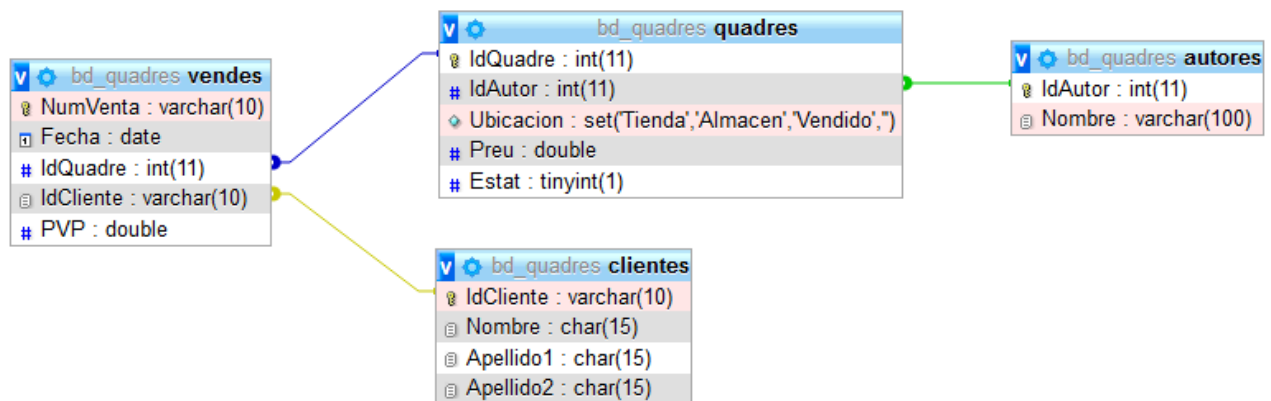 bd_quadres vendes
NumVenta : varchar(10)
Fecha : date
IdQuadre : int(11)
IdCliente : varchar(10)
PVP : double
bd_quadres quadres
IdQuadre : int(11)
IdAutor : int(11)
Ubicacion : set('Tienda','Almacen','Vendido','')
Preu : double
Estat : tinyint(1)
bd_quadres clientes
IdCliente : varchar(10)
Nombre : char(15)
Apellido1 : char(15)
Apellido2 : char(15)
bd_quadres autores
IdAutor : int(11)
Nombre : varchar(100)